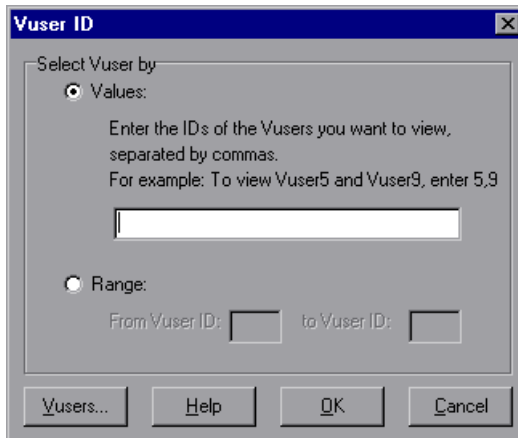 Vuser ID
Select Vuser by
Values:
Enter the IDs of the Vusers you want to view,
separated by commas.
For example: To view Vuser5 and Vuser9, enter 5,9
Range:
From Vuser ID: to Vuser ID:
Vusers... Help OK Cancel